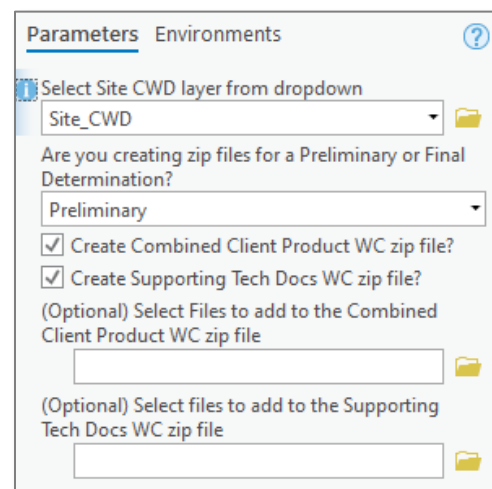 Parameters Environments ?
i Select Site CWD layer from dropdown
Site_CWD
Are you creating zip files for a Preliminary or Final
Determination?
Preliminary
Create Combined Client Product WC zip file?
Create Supporting Tech Docs WC zip file?
(Optional) Select Files to add to the Combined
Client Product WC zip file
(Optional) Select files to add to the Supporting
Tech Docs WC zip file